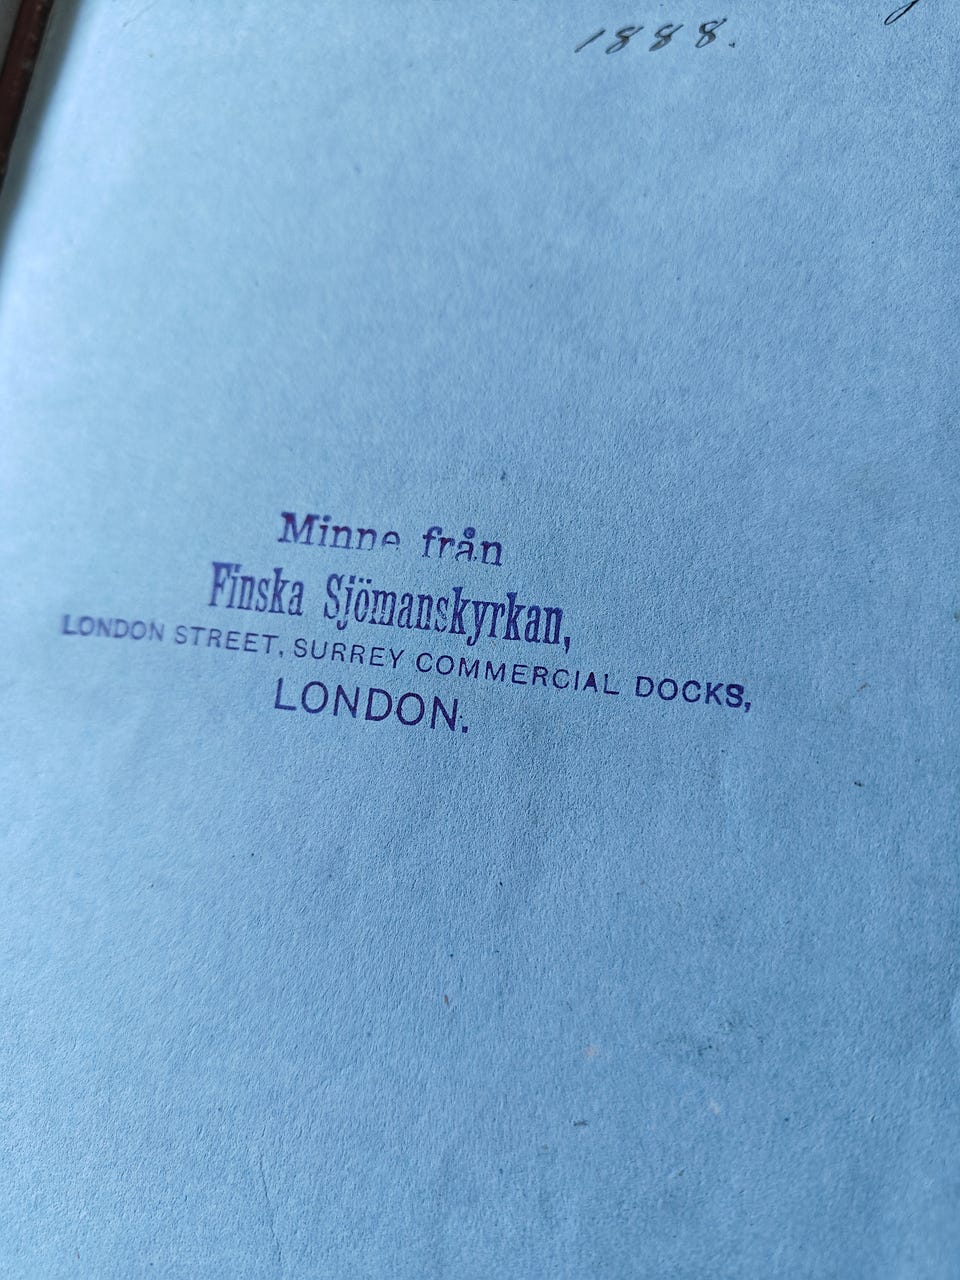 1888.
Minne från
Finska Sjömanskyrkan,
LONDON STREET, SURREY COMMERCIAL DOCKS,
LONDON.